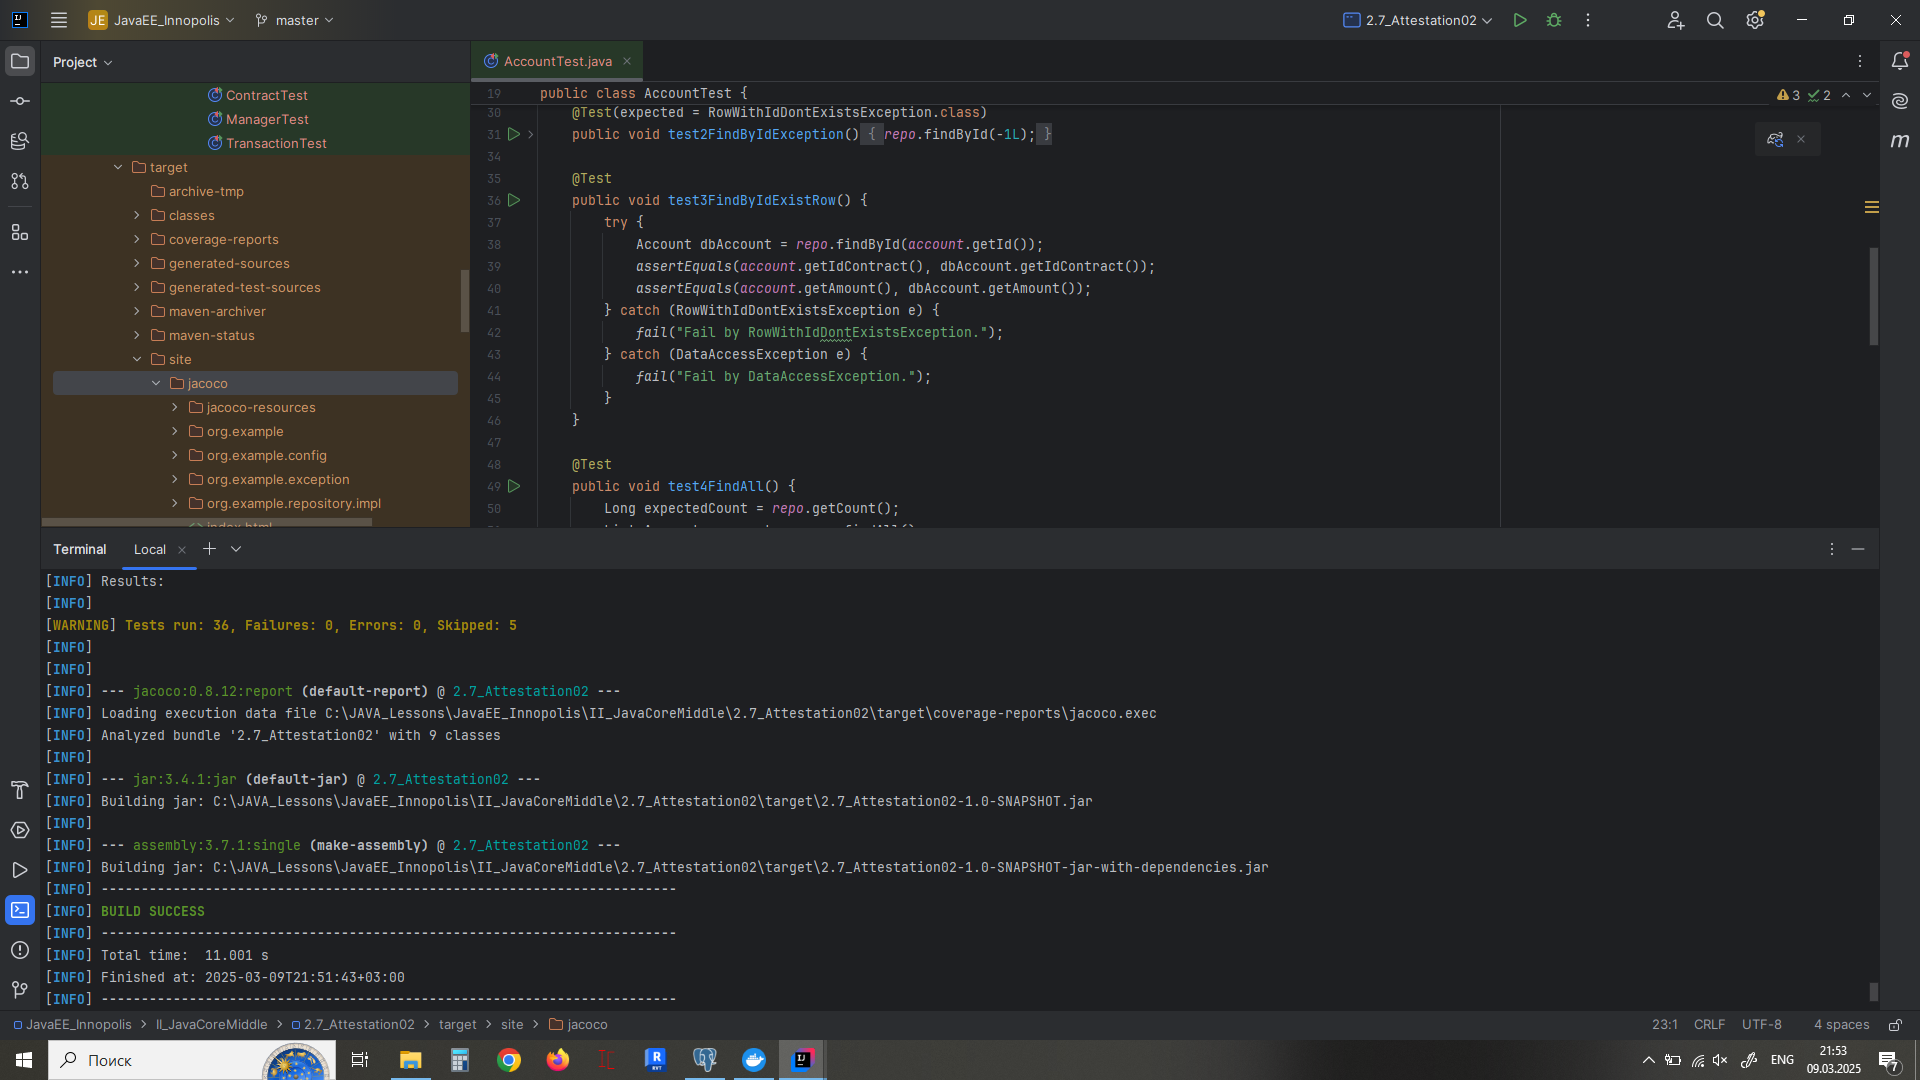 JE JavaEE_Innopolis master 2.7_Attestation02
Project
AccountTest.java
ContractTest
ManagerTest
TransactionTest
target
archive-tmp
classes
coverage-reports
generated-sources
generated-test-sources
maven-archiver
maven-status
site
jacoco
jacoco-resources
org.example
org.example.config
org.example.exception
org.example.repository.impl
index.html
3 2
19 public class AccountTest {
30 @Test(expected = RowWithIdDontExistsException.class)
31 public void test2FindByIdException() { repo.findById(-1L); }
34
35 @Test
36 public void test3FindByIdExistRow() {
37 try {
38 Account dbAccount = repo.findById(account.getId());
39 assertEquals(account.getIdContract(), dbAccount.getIdContract());
40 assertEquals(account.getAmount(), dbAccount.getAmount());
41 } catch (RowWithIdDontExistsException e) {
42 fail("Fail by RowWithIdDontExistsException.");
43 } catch (DataAccessException e) {
44 fail("Fail by DataAccessException.");
45 }
46 }
47
48 @Test
49 public void test4FindAll() {
50 Long expectedCount = repo.getCount();
m
Terminal Local
[INFO] Results:
[INFO]
[WARNING] Tests run: 36, Failures: 0, Errors: 0, Skipped: 5
[INFO]
[INFO]
[INFO] --- jacoco:0.8.12:report (default-report) @ 2.7_Attestation02 ---
[INFO] Loading execution data file C:\JAVA_Lessons\JavaEE_Innopolis\II_JavaCoreMiddle\2.7_Attestation02\target\coverage-reports\jacoco.exec
[INFO] Analyzed bundle '2.7_Attestation02' with 9 classes
[INFO]
[INFO] --- jar:3.4.1:jar (default-jar) @ 2.7_Attestation02 ---
[INFO] Building jar: C:\JAVA_Lessons\JavaEE_Innopolis\II_JavaCoreMiddle\2.7_Attestation02\target\2.7_Attestation02-1.0-SNAPSHOT.jar
[INFO]
[INFO] --- assembly:3.7.1:single (make-assembly) @ 2.7_Attestation02 ---
[INFO] Building jar: C:\JAVA_Lessons\JavaEE_Innopolis\II_JavaCoreMiddle\2.7_Attestation02\target\2.7_Attestation02-1.0-SNAPSHOT-jar-with-dependencies.jar
[INFO] ------------------------------------------------------------------------
[INFO] BUILD SUCCESS
[INFO] ------------------------------------------------------------------------
[INFO] Total time:  11.001 s
[INFO] Finished at: 2025-03-09T21:51:43+03:00
[INFO] ------------------------------------------------------------------------
JavaEE_Innopolis > II_JavaCoreMiddle > 2.7_Attestation02 > target > site > jacoco
23:1 CRLF UTF-8 4 spaces
Поиск
ENG
21:53
09.03.2025
7